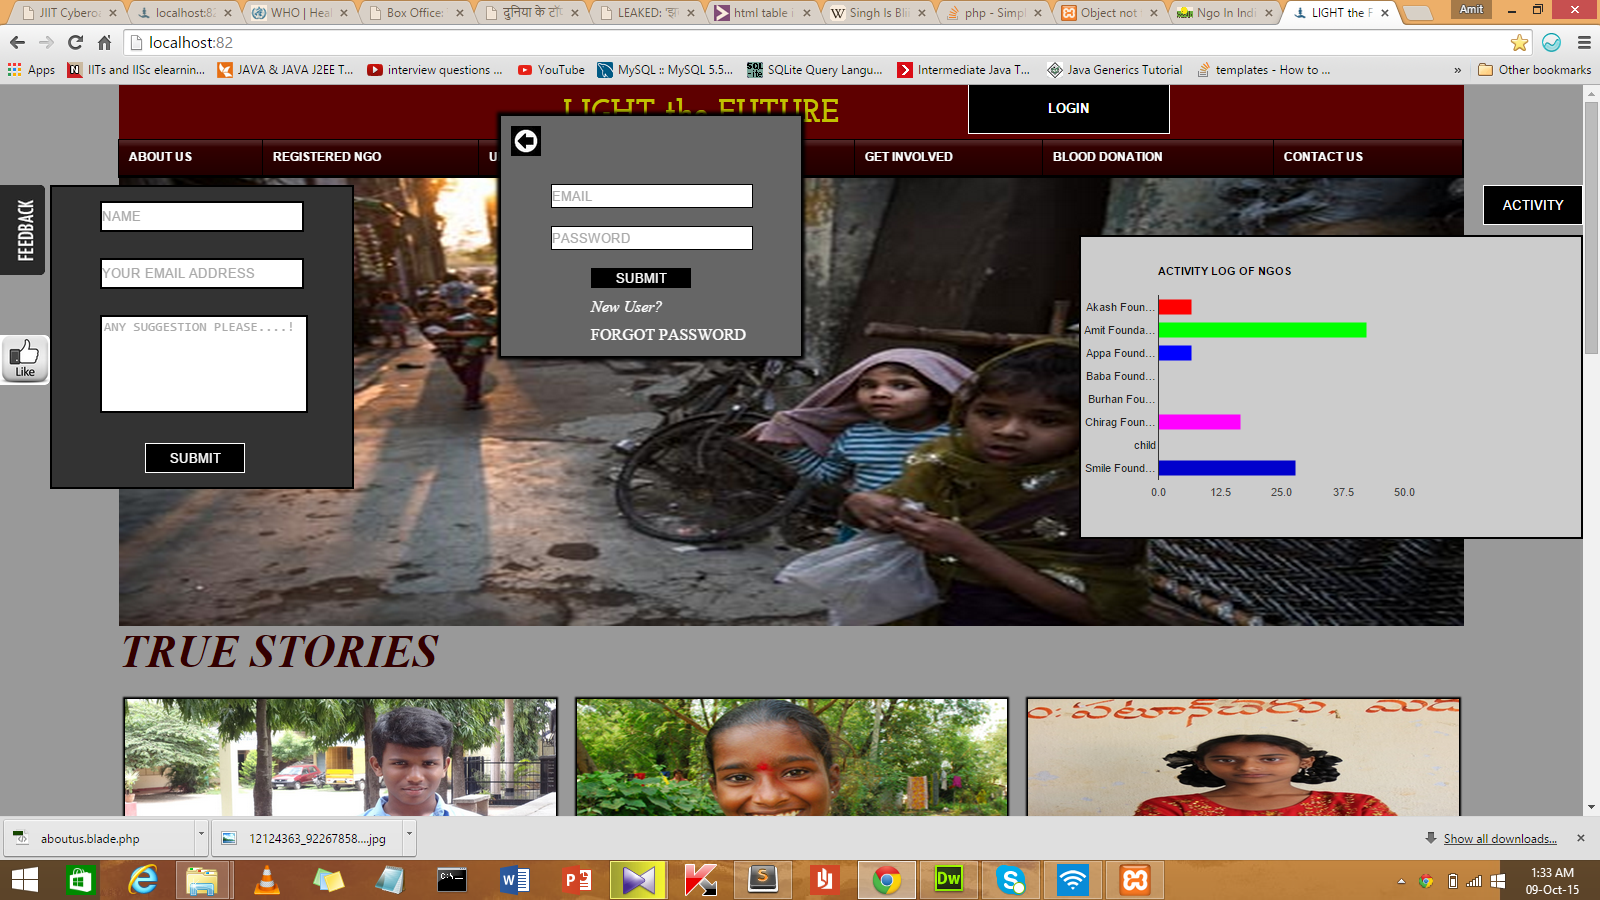 JIIT Cybero
localhost:82
WHO | Heal
Box Office:
दुनिया के टॉप
LEAKED: 'झ
html table i
Singh Is Bli
php - Simpl
Object not
Ngo In Indi
LIGHT the F
Amit
localhost:82
Apps
IITs and IISc elearnin...
JAVA & JAVA J2EE T...
interview questions ...
YouTube
MySQL :: MySQL 5.5...
SQLite Query Langu...
Intermediate Java T...
Java Generics Tutorial
templates - How to ...
»
Other bookmarks
LIGHT the FUTURE
LOGIN
ABOUT US
REGISTERED NGO
U
GET INVOLVED
BLOOD DONATION
CONTACT US
FEEDBACK
NAME
YOUR EMAIL ADDRESS
ANY SUGGESTION PLEASE....!
SUBMIT
Like
EMAIL
PASSWORD
SUBMIT
New User?
FORGOT PASSWORD
ACTIVITY
ACTIVITY LOG OF NGOS
Akash Foun...
Amit Founda...
Appa Found...
Baba Found...
Burhan Fou...
Chirag Foun...
child
Smile Found...
0.0 12.5 25.0 37.5 50.0
TRUE STORIES
aboutus.blade.php
12124363_92267858....jpg
Show all downloads...
1:33 AM
09-Oct-15